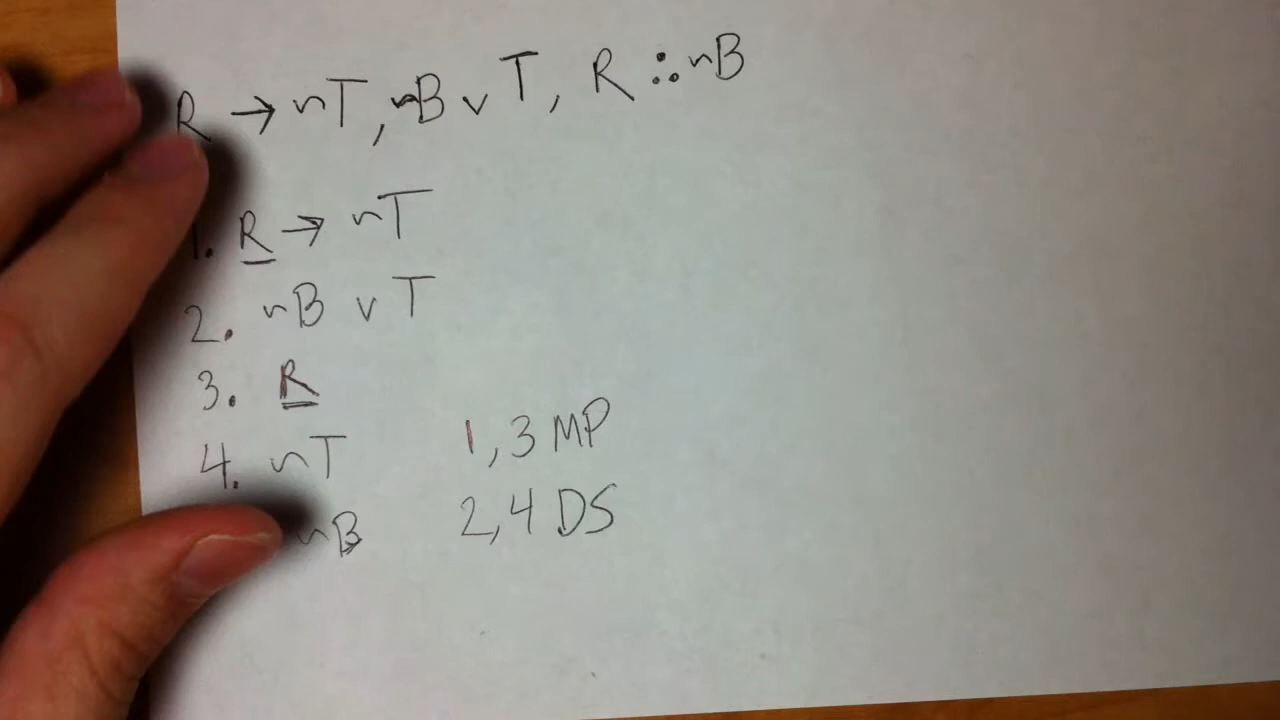 R → ~T, ~B v T, R ∴ ~B
1. R → ~T
2. ~B v T
3. R
4. ~T 1, 3 MP
~B 2, 4 DS